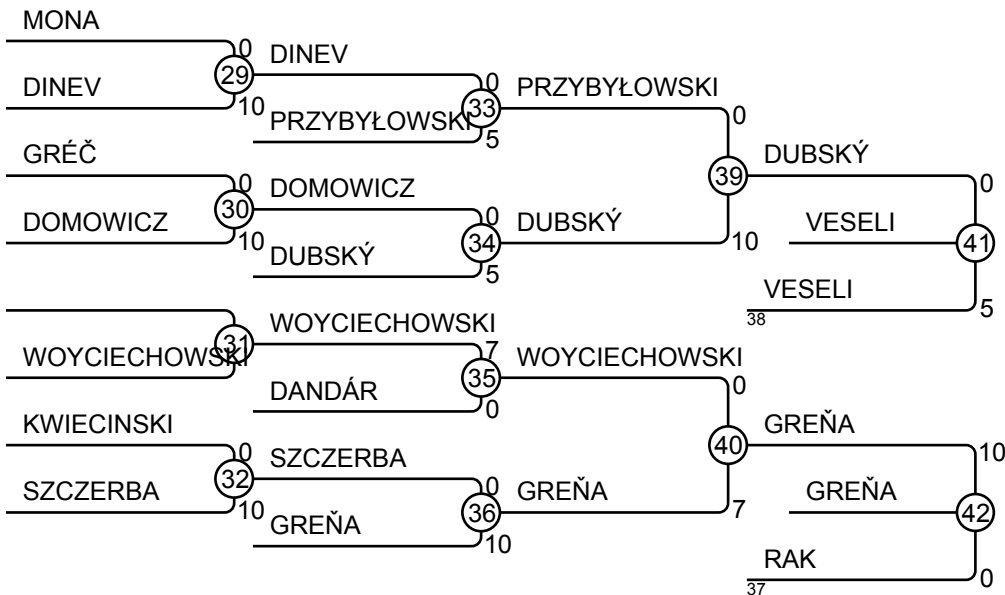 MONA
0
29
DINEV
DINEV
10
0
33
PRZYBYŁOWSKI
PRZYBYŁOWSKI
5
GRÉČ
0
30
DOMOWICZ
DOMOWICZ
10
0
34
DUBSKÝ
DUBSKÝ
5
0
39
10
DUBSKÝ
0
VESELI
41
VESELI
38
5
31
WOYCIECHOWSKI
WOYCIECHOWSKI
7
35
WOYCIECHOWSKI
DANDÁR
0
KWIECINSKI
0
32
SZCZERBA
SZCZERBA
10
0
36
GREŇA
GREŇA
10
0
40
7
GREŇA
10
GREŇA
42
RAK
37
0